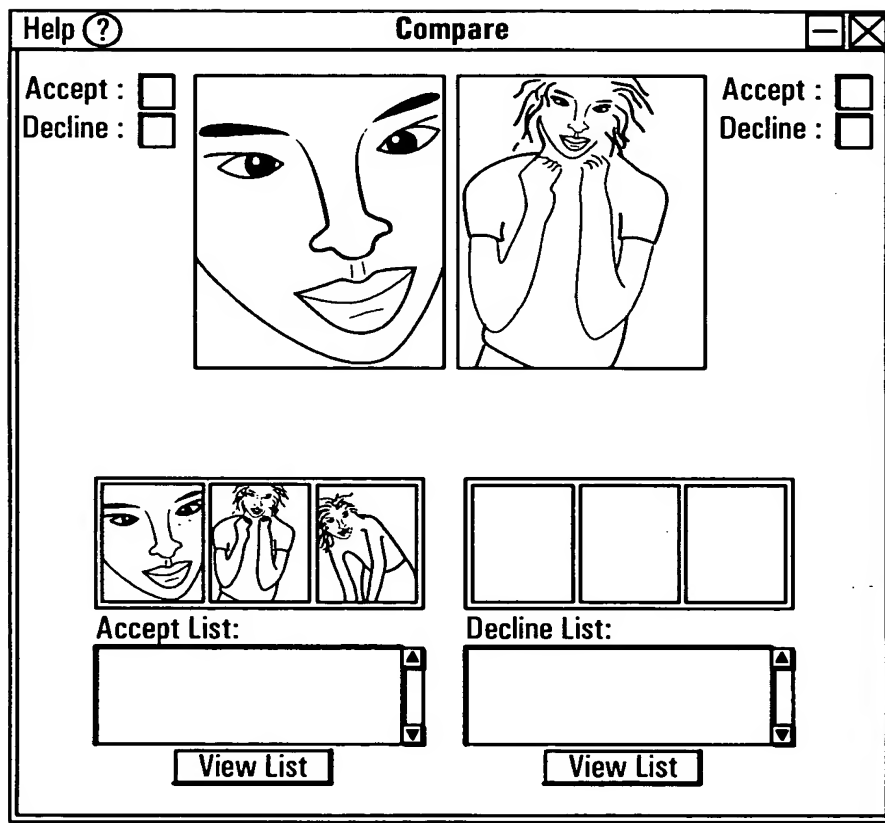 Help ? Compare
Accept :
Decline :
Accept :
Decline :
Accept List:
Decline List:
View List
View List